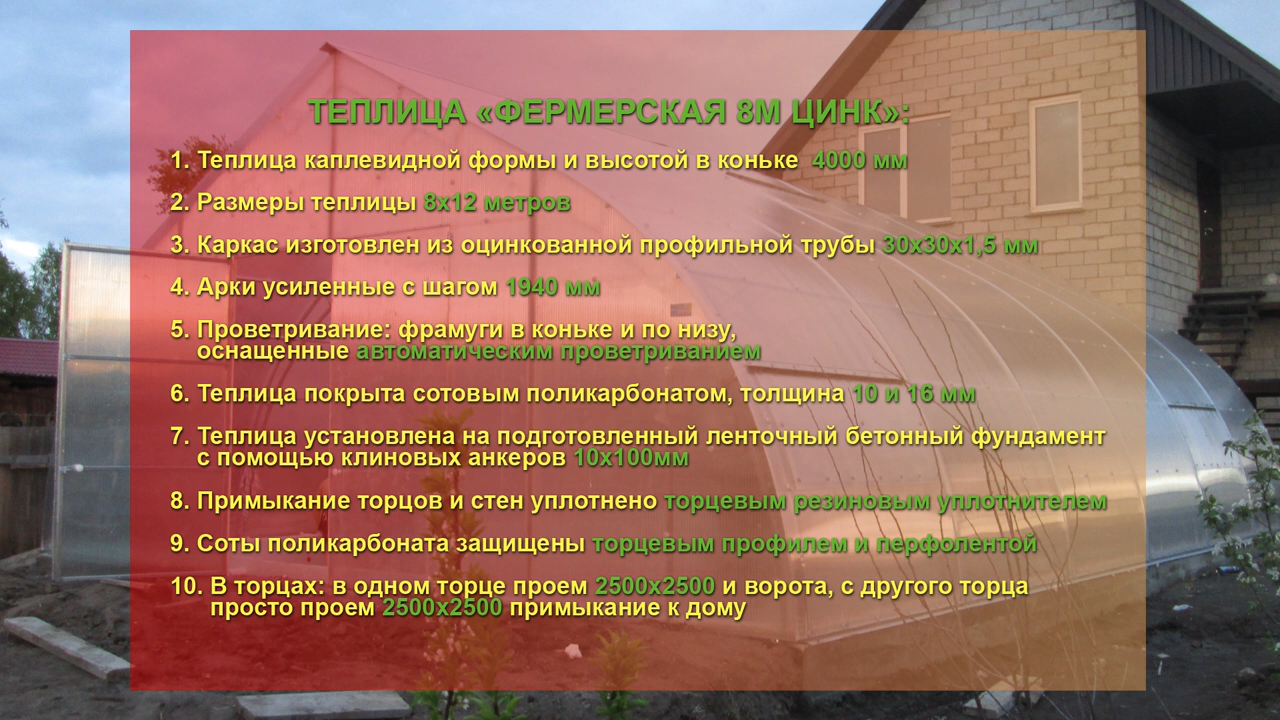 ТЕПЛИЦА «ФЕРМЕРСКАЯ 8М ЦИНК»:
1. Теплица каплевидной формы и высотой в коньке 4000 мм
2. Размеры теплицы 8х12 метров
3. Каркас изготовлен из оцинкованной профильной трубы 30х30х1,5 мм
4. Арки усиленные с шагом 1940 мм
5. Проветривание: фрамуги в коньке и по низу,
оснащенные автоматическим проветриванием
6. Теплица покрыта сотовым поликарбонатом, толщина 10 и 16 мм
7. Теплица установлена на подготовленный ленточный бетонный фундамент
с помощью клиновых анкеров 10х100мм
8. Примыкание торцов и стен уплотнено торцевым резиновым уплотнителем
9. Соты поликарбоната защищены торцевым профилем и перфолентой
10. В торцах: в одном торце проем 2500х2500 и ворота, с другого торца
просто проем 2500х2500 примыкание к дому